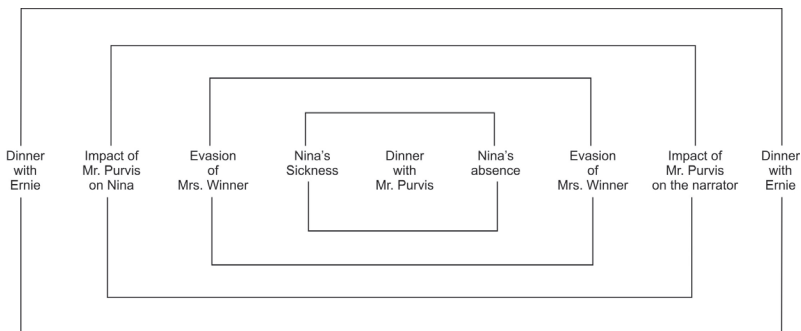 Dinner
with
Ernie
Impact of
Mr. Purvis
on Nina
Evasion
of
Mrs. Winner
Nina's
Sickness
Dinner
with
Mr. Purvis
Nina's
absence
Evasion
of
Mrs. Winner
Impact of
Mr. Purvis
on the narrator
Dinner
with
Ernie